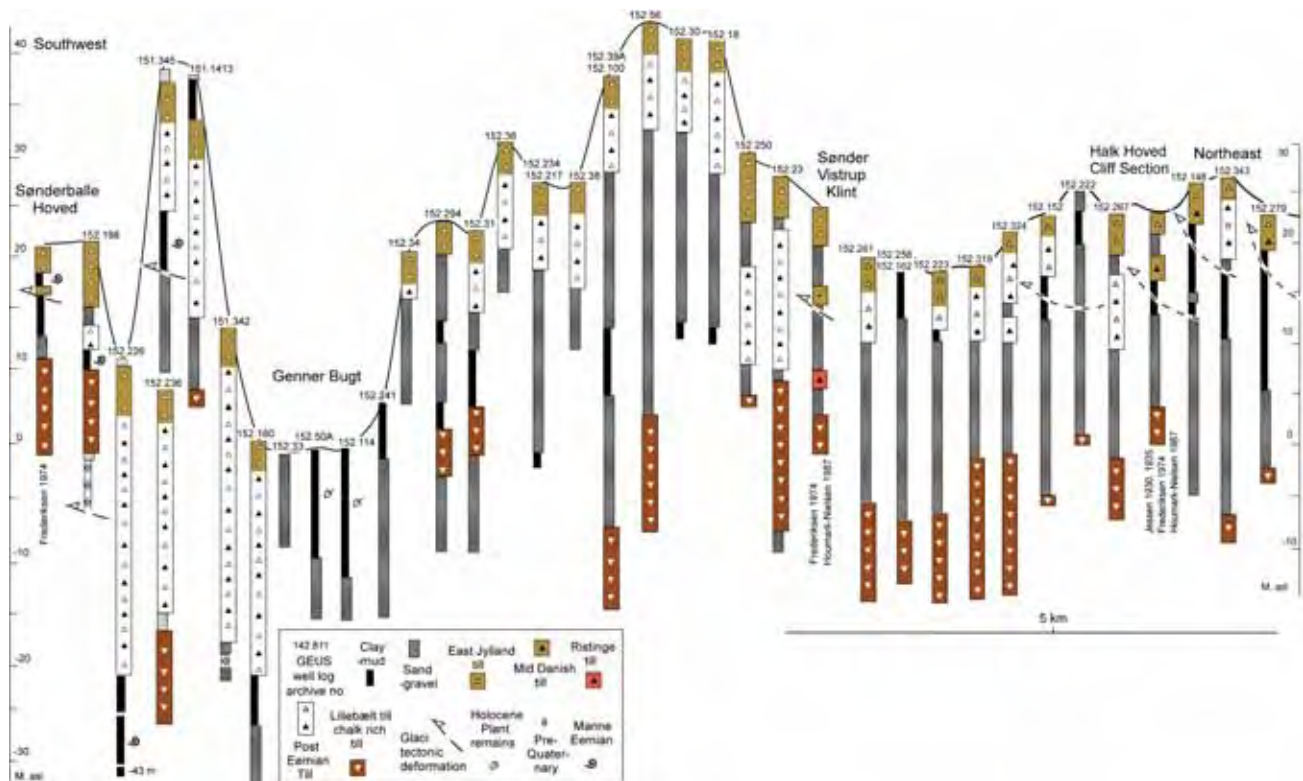 40
Southwest
30
Sønderballe
Hoved
20
10
0
-10
-20
-30
M. asl
152.198
152.226
151.345
151.1413
152.236
151.342
152.160
Genner Bugt
152.33
152.50A
152.114
152.241
152.34
152.294
152.31
152.36
152.234
152.217
152.38
152.39A
152.100
152.56
152.30
152.18
152.250
152.23
Sønder
Vistrup
Klint
152.261
152.256
152.162
152.223
152.319
152.324
152.152
152.222
152.267
Halk Hoved
Cliff Section
152.148
Northeast
152.343
152.279
30
20
10
0
-10
M. asl
Frederiksen 1974
-43 m
Frederiksen 1974
Houmark-Nielsen 1987
Jessen 1930, 1935
Frederiksen 1974
Houmark-Nielsen 1987
5 km
142.811
GEUS
well log
archive no
Clay
-mud
Sand
-gravel
East Jylland
till
Mid Danish
till
Ristinge
till
Lillebælt till
chalk rich
till
Post
Eemian
Till
Glaci
tectonic
deformation
Holocene
Plant
remains
Pre-
Quater-
nary
Marine
Eemian